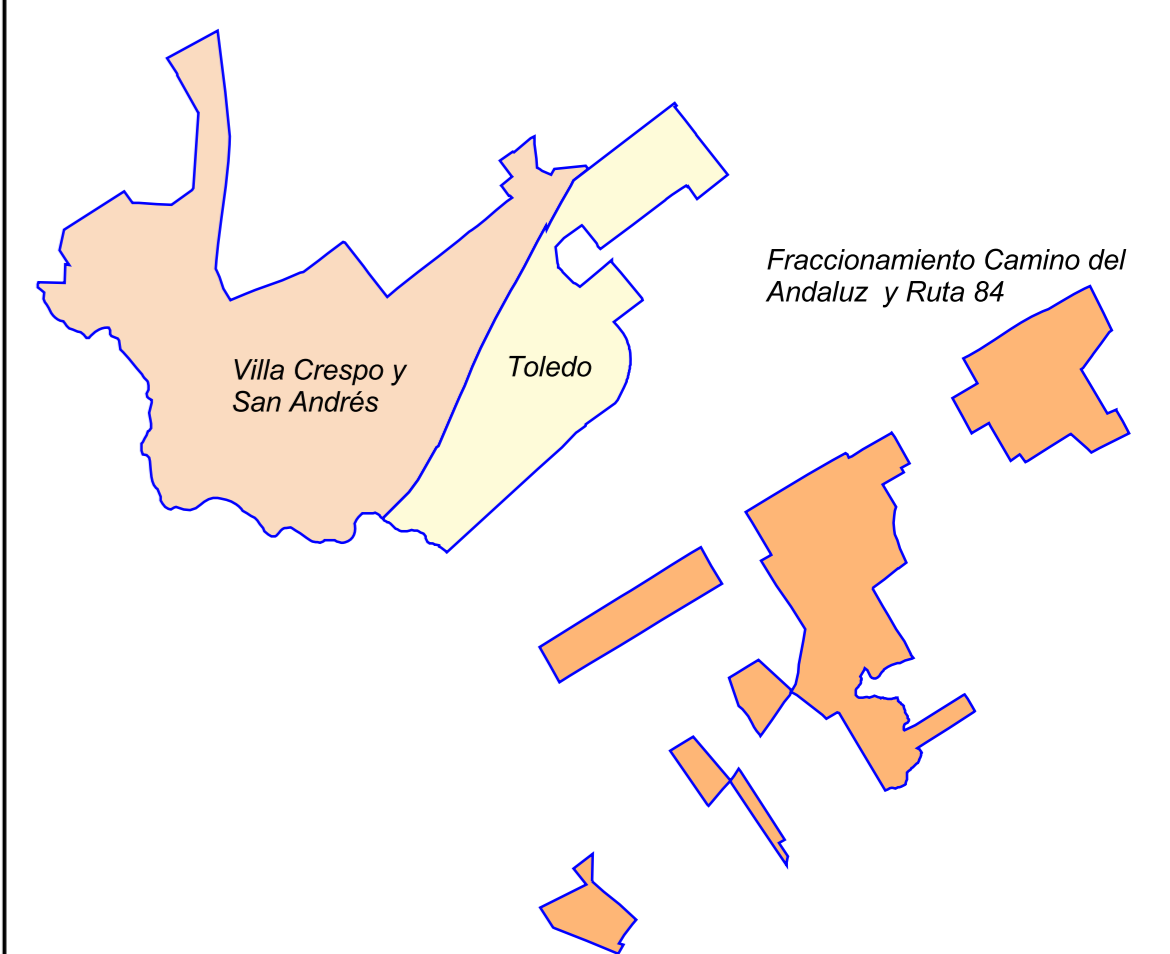 Fraccionamiento Camino del
Andaluz y Ruta 84
Villa Crespo y
San Andrés
Toledo